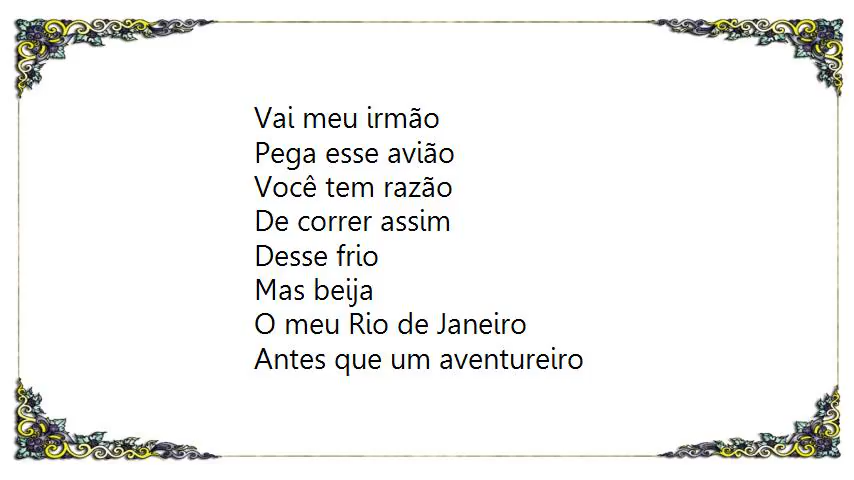 Vai meu irmão
Pega esse avião
Você tem razão
De correr assim
Desse frio
Mas beija
O meu Rio de Janeiro
Antes que um aventureiro